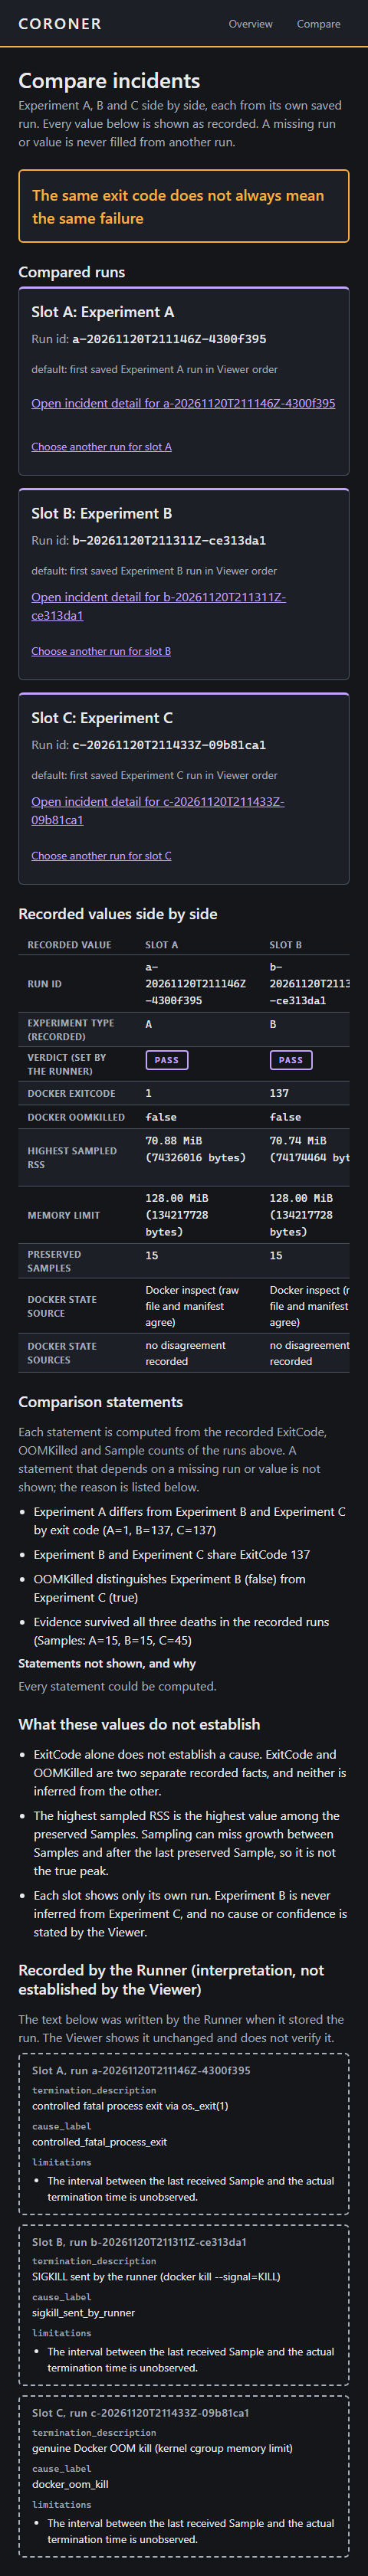 CORONER
Overview Compare
Compare incidents
Experiment A, B and C side by side, each from its own saved
run. Every value below is shown as recorded. A missing run
or value is never filled from another run.
The same exit code does not always mean
the same failure
Compared runs
Slot A: Experiment A
Run id: a-20261120T211146Z-4300f395
default: first saved Experiment A run in Viewer order
Open incident detail for a-20261120T211146Z-4300f395
Choose another run for slot A
Slot B: Experiment B
Run id: b-20261120T211311Z-ce313da1
default: first saved Experiment B run in Viewer order
Open incident detail for b-20261120T211311Z-
ce313da1
Choose another run for slot B
Slot C: Experiment C
Run id: c-20261120T211433Z-09b81ca1
default: first saved Experiment C run in Viewer order
Open incident detail for c-20261120T211433Z-
09b81ca1
Choose another run for slot C
Recorded values side by side
RECORDED VALUE SLOT A SLOT B
a- b-
RUN ID 20261120T211146Z 20261120T2113
-4300f395 -ce313da1
EXPERIMENT TYPE A B
(RECORDED)
VERDICT (SET BY PASS PASS
THE RUNNER)
DOCKER EXITCODE 1 137
DOCKER OOMKILLED false false
HIGHEST SAMPLED 70.88 MiB 70.74 MiB
RSS (74326016 bytes) (74174464 byt
128.00 MiB 128.00 MiB
MEMORY LIMIT (134217728 (134217728
bytes) bytes)
PRESERVED 15 15
SAMPLES
Docker inspect (raw Docker inspect (r
DOCKER STATE file and manifest file and manifest
SOURCE agree) agree)
DOCKER STATE no disagreement no disagreement
SOURCES recorded recorded
Comparison statements
Each statement is computed from the recorded ExitCode,
OOMKilled and Sample counts of the runs above. A
statement that depends on a missing run or value is not
shown; the reason is listed below.
• Experiment A differs from Experiment B and Experiment C
by exit code (A=1, B=137, C=137)
• Experiment B and Experiment C share ExitCode 137
• OOMKilled distinguishes Experiment B (false) from
Experiment C (true)
• Evidence survived all three deaths in the recorded runs
(Samples: A=15, B=15, C=45)
Statements not shown, and why
Every statement could be computed.
What these values do not establish
• ExitCode alone does not establish a cause. ExitCode and
OOMKilled are two separate recorded facts, and neither is
inferred from the other.
• The highest sampled RSS is the highest value among the
preserved Samples. Sampling can miss growth between
Samples and after the last preserved Sample, so it is not
the true peak.
• Each slot shows only its own run. Experiment B is never
inferred from Experiment C, and no cause or confidence is
stated by the Viewer.
Recorded by the Runner (interpretation, not
established by the Viewer)
The text below was written by the Runner when it stored the
run. The Viewer shows it unchanged and does not verify it.
Slot A, run a-20261120T211146Z-4300f395
termination_description
controlled fatal process exit via os._exit(1)
cause_label
controlled_fatal_process_exit
limitations
• The interval between the last received Sample and the actual
termination time is unobserved.
Slot B, run b-20261120T211311Z-ce313da1
termination_description
SIGKILL sent by the runner (docker kill --signal=KILL)
cause_label
sigkill_sent_by_runner
limitations
• The interval between the last received Sample and the actual
termination time is unobserved.
Slot C, run c-20261120T211433Z-09b81ca1
termination_description
genuine Docker OOM kill (kernel cgroup memory limit)
cause_label
docker_oom_kill
limitations
• The interval between the last received Sample and the actual
termination time is unobserved.